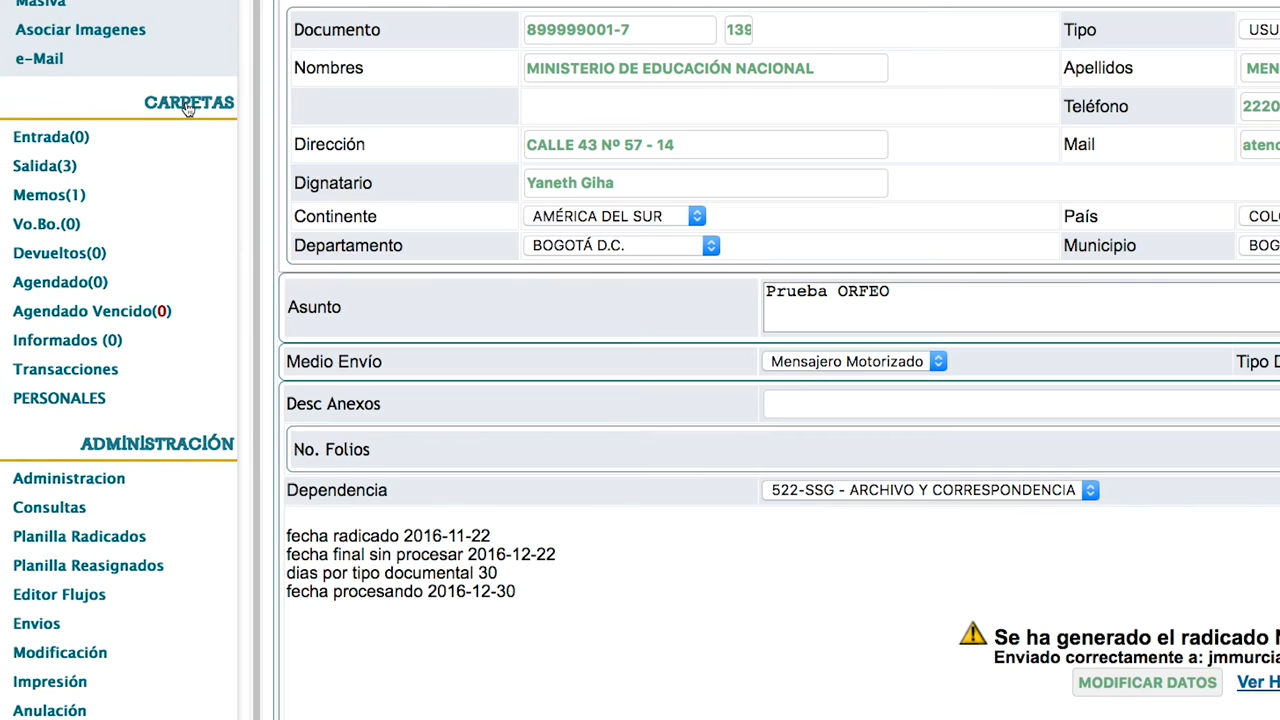 Masiva
Asociar Imagenes
e-Mail
CARPETAS
Entrada(0)
Salida(3)
Memos(1)
Vo.Bo.(0)
Devueltos(0)
Agendado(0)
Agendado Vencido(0)
Informados (0)
Transacciones
PERSONALES
ADMINISTRACIÓN
Administracion
Consultas
Planilla Radicados
Planilla Reasignados
Editor Flujos
Envios
Modificación
Impresión
Anulación
Documento 899999001-7 139 Tipo USU
Nombres MINISTERIO DE EDUCACIÓN NACIONAL Apellidos MEN
Teléfono 2220
Dirección CALLE 43 Nº 57 - 14 Mail atenc
Dignatario Yaneth Giha
Continente AMÉRICA DEL SUR País COL
Departamento BOGOTÁ D.C. Municipio BOG
Asunto Prueba ORFEO
Medio Envío Mensajero Motorizado Tipo D
Desc Anexos
No. Folios
Dependencia 522-SSG - ARCHIVO Y CORRESPONDENCIA
fecha radicado 2016-11-22
fecha final sin procesar 2016-12-22
dias por tipo documental 30
fecha procesando 2016-12-30
Se ha generado el radicado N
Enviado correctamente a: jmmurcia
MODIFICAR DATOS Ver H